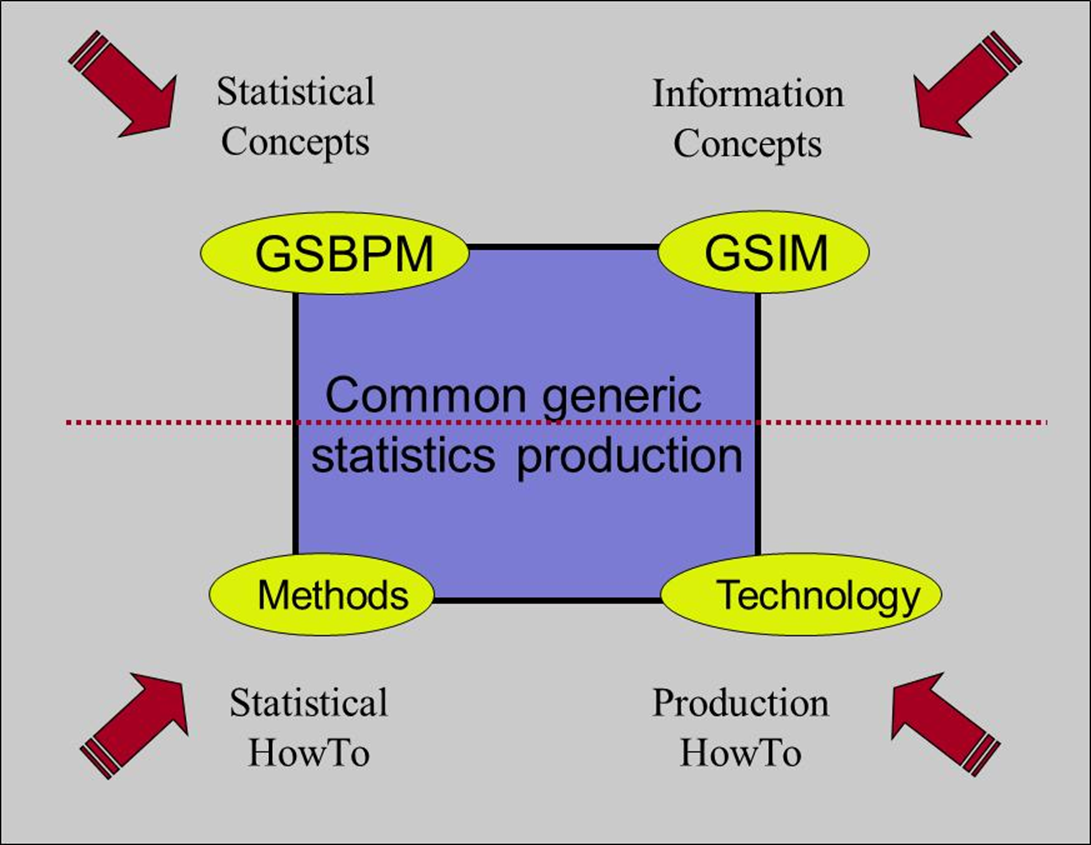 Statistical
Concepts
Information
Concepts
GSBPM
GSIM
Common generic
statistics production
Methods
Technology
Statistical
HowTo
Production
HowTo